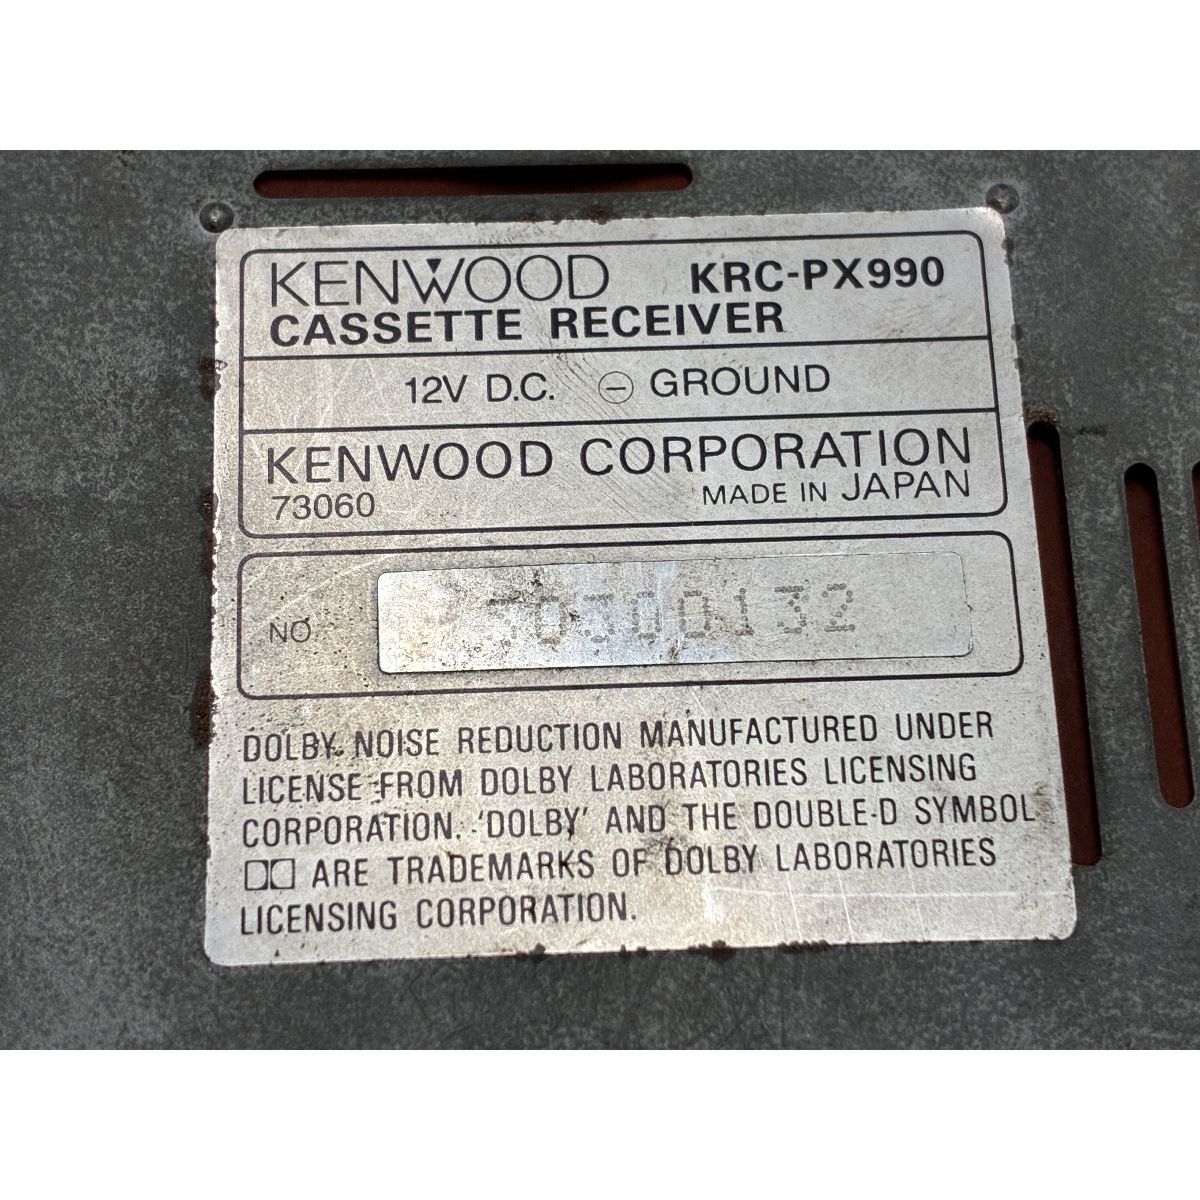 KENWOOD KRC-PX990
CASSETTE RECEIVER
12V D.C. ⊖ GROUND
KENWOOD CORPORATION
73060 MADE IN JAPAN
NO
DOLBY NOISE REDUCTION MANUFACTURED UNDER
LICENSE FROM DOLBY LABORATORIES LICENSING
CORPORATION. 'DOLBY' AND THE DOUBLE-D SYMBOL
ARE TRADEMARKS OF DOLBY LABORATORIES
LICENSING CORPORATION.